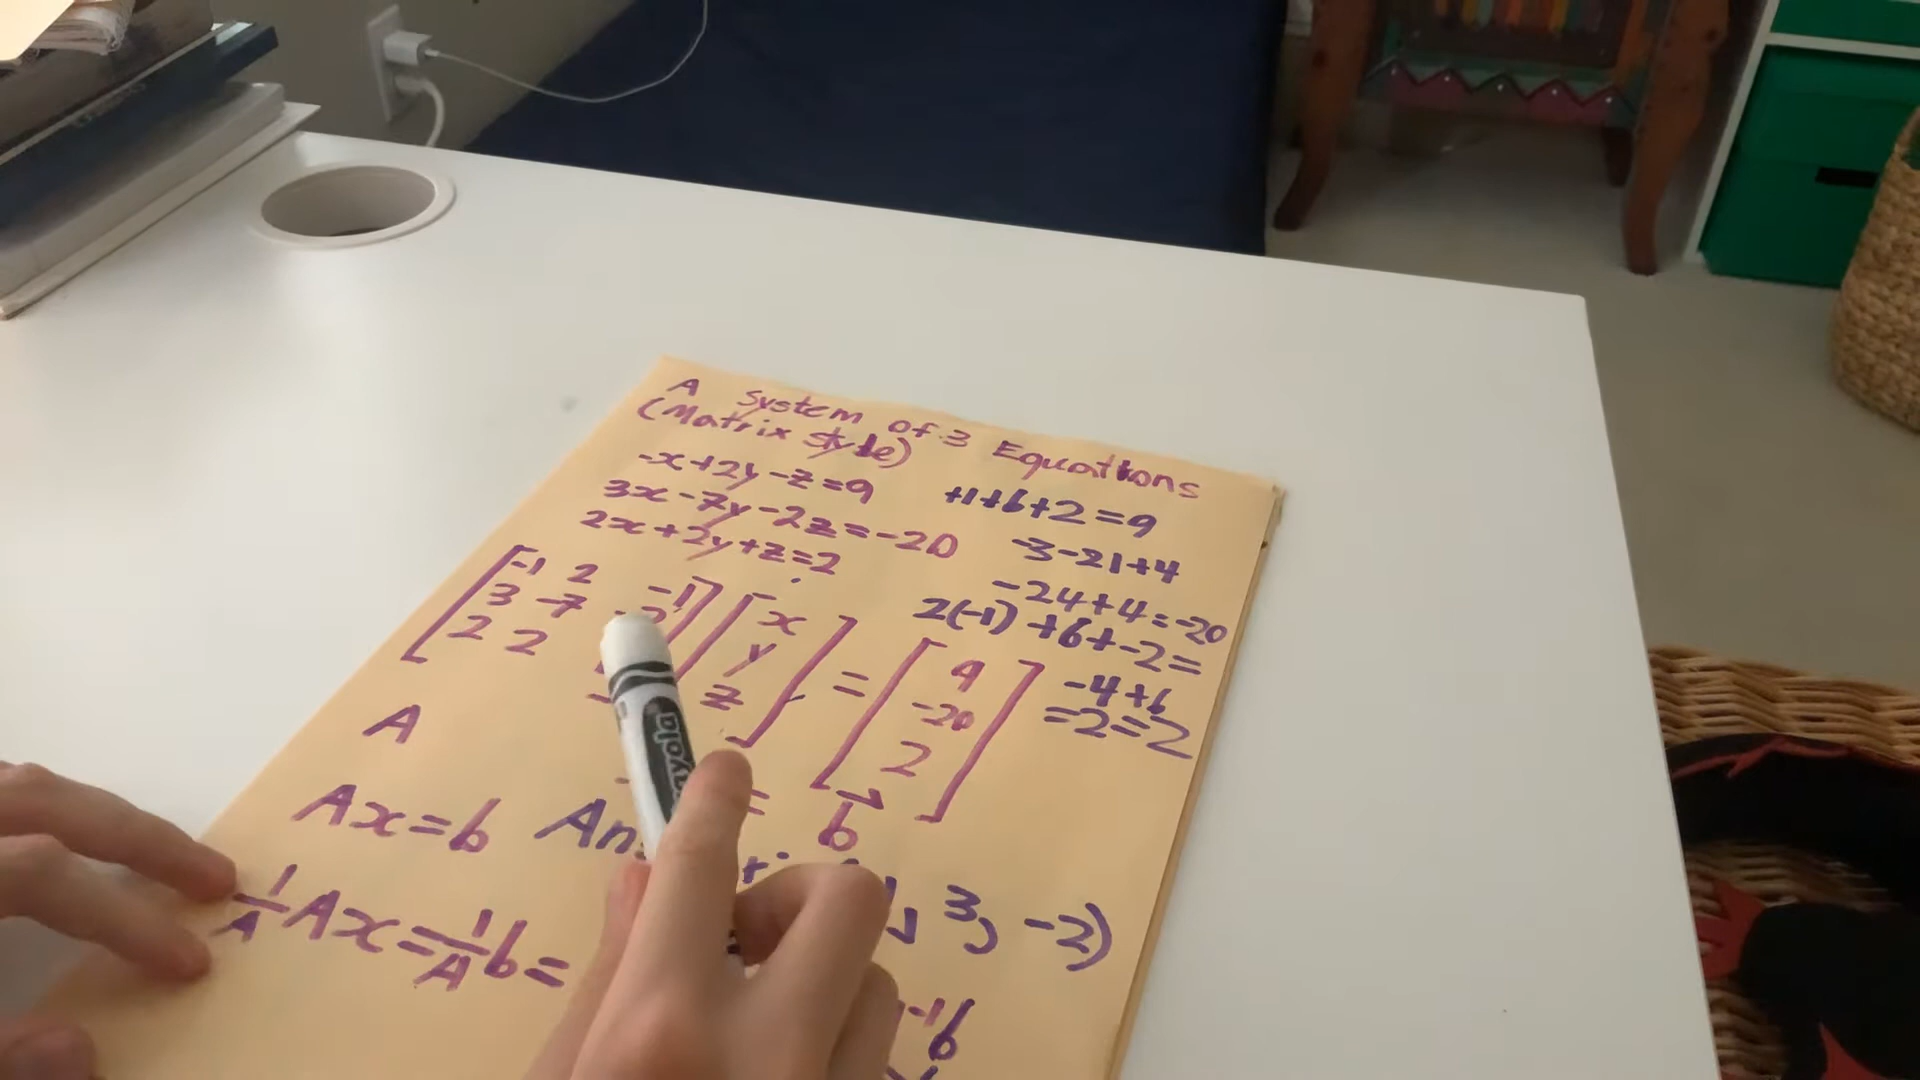 A System of 3 Equations
(Matrix style)
-x+2y-z=9
3x-7y-2z=-20
2x+2y+z=2
+1+6+2=9
-3-21+4
-24+4=-20
2(-1)+6+-2=
-4+6
=2=2
-1 2 -1 x 9
3 -7 y = -20
2 2 z 2
A = b
Ax=b
3, -2)
1/A Ax = 1/A b =
-1b
Crayola